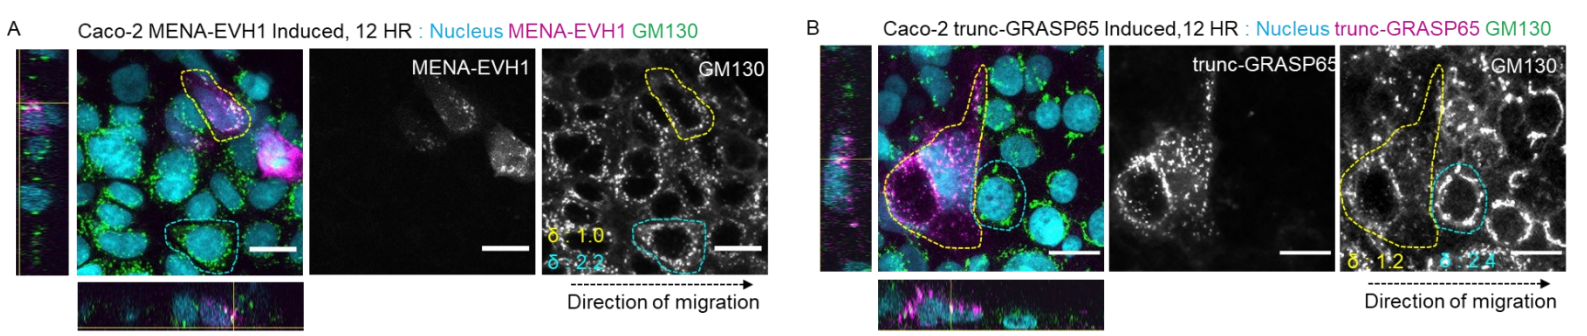 A
Caco-2 MENA-EVH1 Induced, 12 HR : Nucleus MENA-EVH1 GM130
MENA-EVH1
GM130
δ : 1.0
δ : 2.2
Direction of migration
B
Caco-2 trunc-GRASP65 Induced,12 HR : Nucleus trunc-GRASP65 GM130
trunc-GRASP65
GM130
δ : 1.2
δ : 2.4
Direction of migration